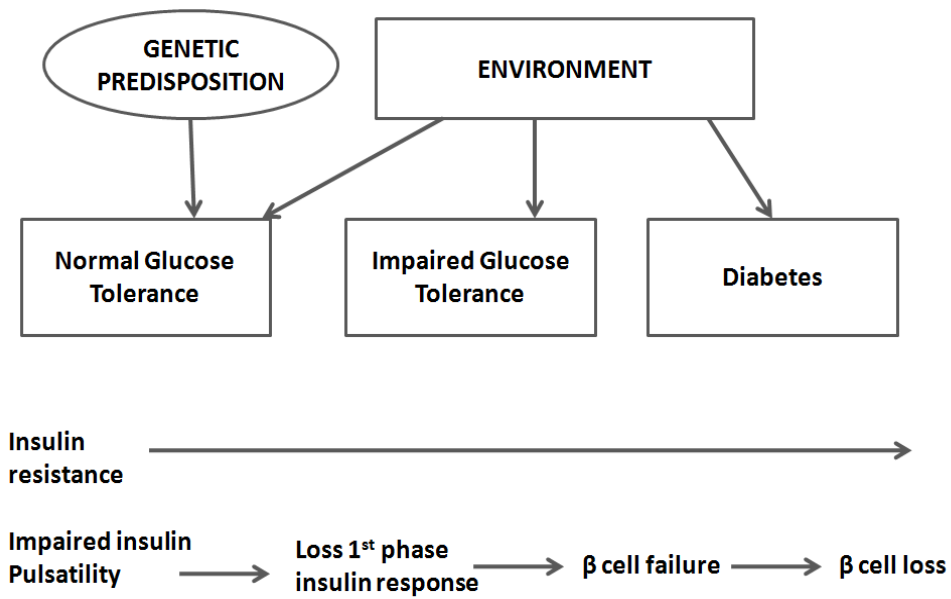 GENETIC
PREDISPOSITION
ENVIRONMENT
Normal Glucose
Tolerance
Impaired Glucose
Tolerance
Diabetes
Insulin
resistance
Impaired insulin
Pulsatility
Loss 1st phase
insulin response
β cell failure
β cell loss